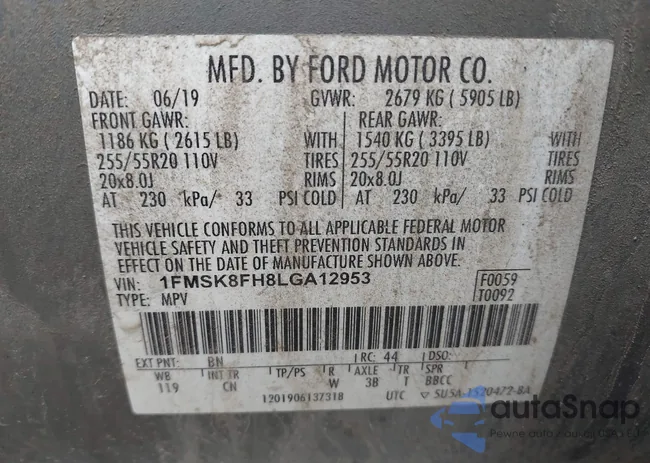 MFD. BY FORD MOTOR CO.
DATE: 06/19 GVWR: 2679 KG ( 5905 LB)
FRONT GAWR: REAR GAWR:
1186 KG ( 2615 LB) WITH 1540 KG ( 3395 LB) WITH
255/55R20 110V TIRES 255/55R20 110V TIRES
20x8.0J RIMS 20x8.0J RIMS
AT 230 kPa/ 33 PSI COLD AT 230 kPa/ 33 PSI COLD
THIS VEHICLE CONFORMS TO ALL APPLICABLE FEDERAL MOTOR
VEHICLE SAFETY AND THEFT PREVENTION STANDARDS IN
EFFECT ON THE DATE OF MANUFACTURE SHOWN ABOVE.
VIN: 1FMSK8FH8LGA12953 F0059
TYPE: MPV T0092
EXT PNT: BN RC: 44 DSO:
WB INT TR TP/PS R AXLE TR SPR
119 CN W 3B T BBCC
1201906137318 UTC ▽ 5U5A-1520472-BA
autoSnap
Pewne auto